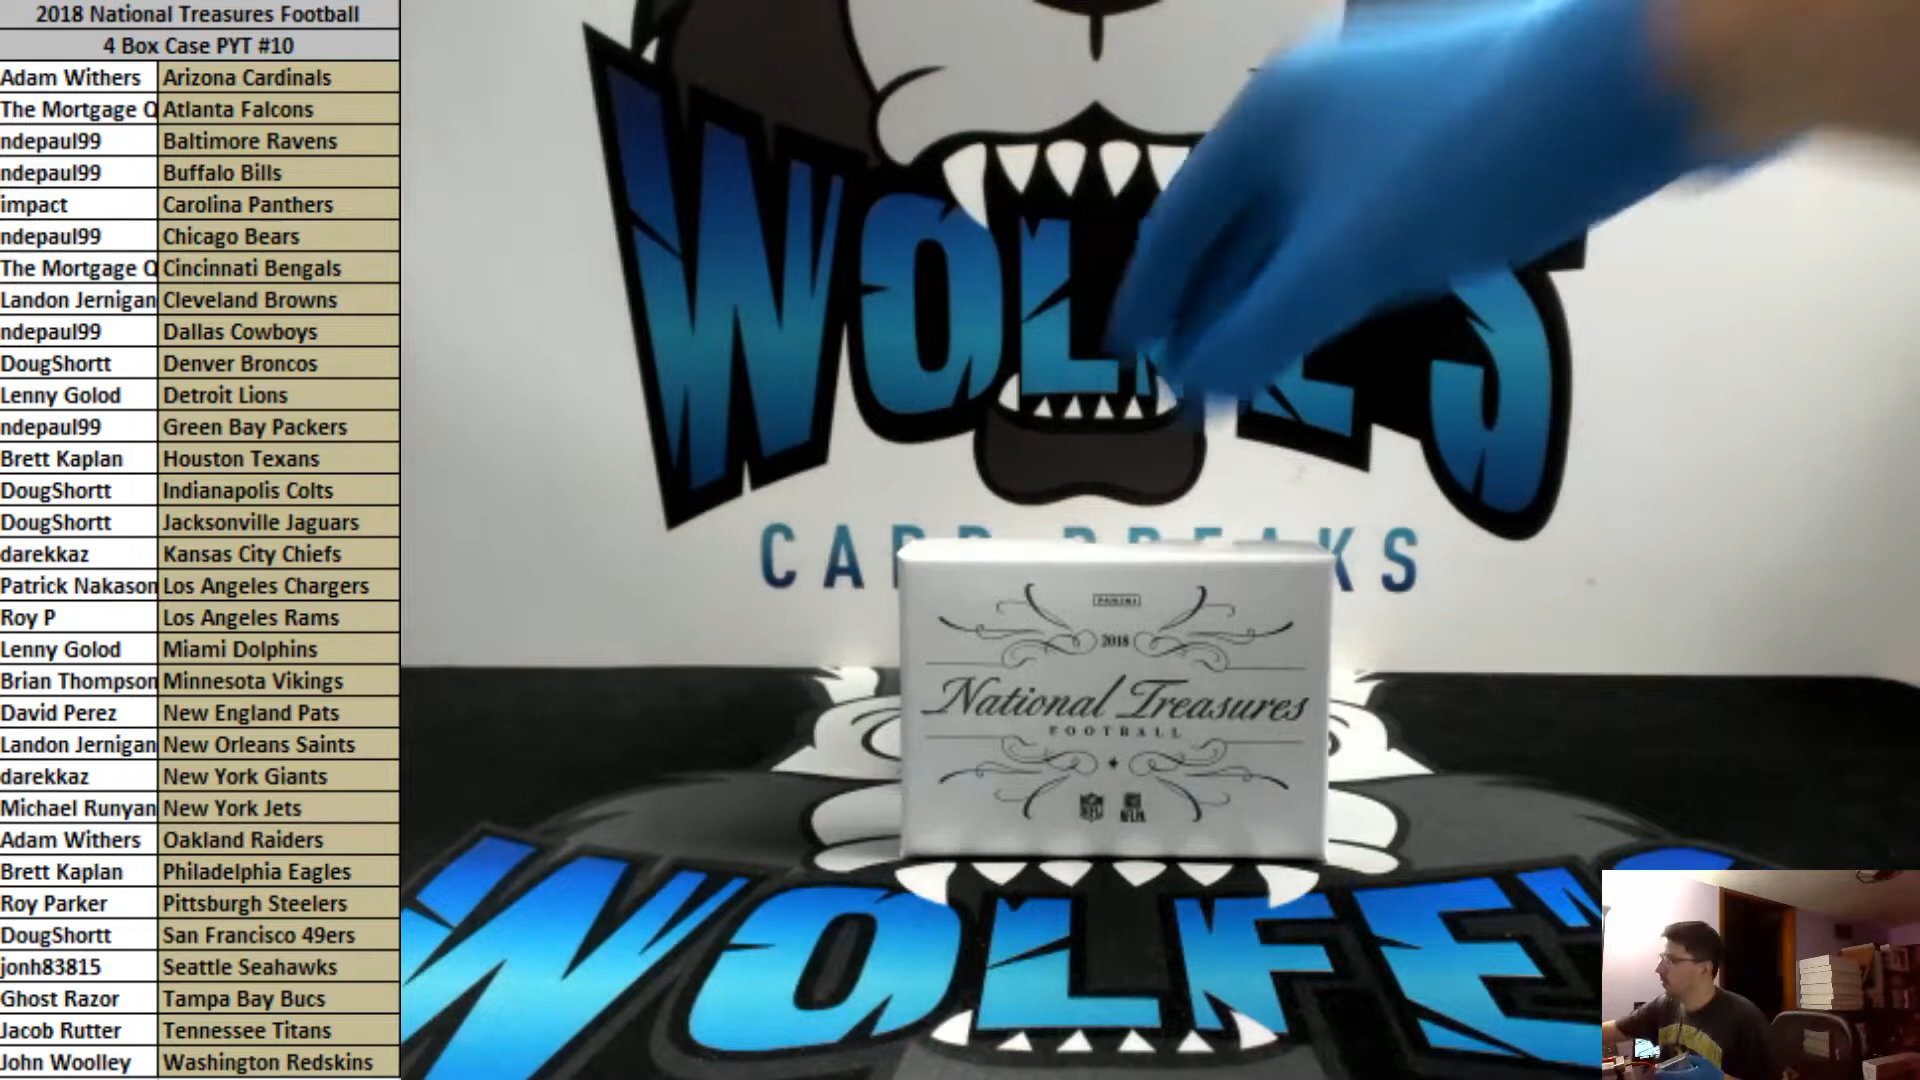 2018 National Treasures Football
4 Box Case PYT #10
Adam Withers Arizona Cardinals
The Mortgage Q Atlanta Falcons
ndepaul99 Baltimore Ravens
ndepaul99 Buffalo Bills
impact Carolina Panthers
ndepaul99 Chicago Bears
The Mortgage Q Cincinnati Bengals
Landon Jernigan Cleveland Browns
ndepaul99 Dallas Cowboys
DougShortt Denver Broncos
Lenny Golod Detroit Lions
ndepaul99 Green Bay Packers
Brett Kaplan Houston Texans
DougShortt Indianapolis Colts
DougShortt Jacksonville Jaguars
darekkaz Kansas City Chiefs
Patrick Nakason Los Angeles Chargers
Roy P Los Angeles Rams
Lenny Golod Miami Dolphins
Brian Thompson Minnesota Vikings
David Perez New England Pats
Landon Jernigan New Orleans Saints
darekkaz New York Giants
Michael Runyan New York Jets
Adam Withers Oakland Raiders
Brett Kaplan Philadelphia Eagles
Roy Parker Pittsburgh Steelers
DougShortt San Francisco 49ers
jonh83815 Seattle Seahawks
Ghost Razor Tampa Bay Bucs
Jacob Rutter Tennessee Titans
John Woolley Washington Redskins
PANINI
2018
National Treasures
FOOTBALL
NFL NFLPA
WOLFE'